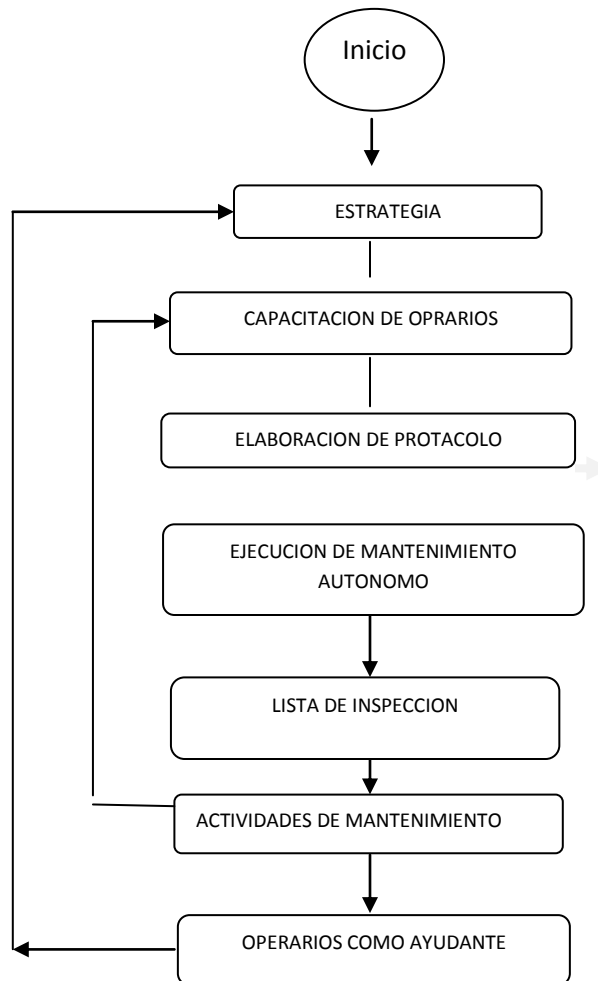 Inicio
ESTRATEGIA
CAPACITACION DE OPRARIOS
ELABORACION DE PROTACOLO
EJECUCION DE MANTENIMIENTO
AUTONOMO
LISTA DE INSPECCION
ACTIVIDADES DE MANTENIMIENTO
OPERARIOS COMO AYUDANTE